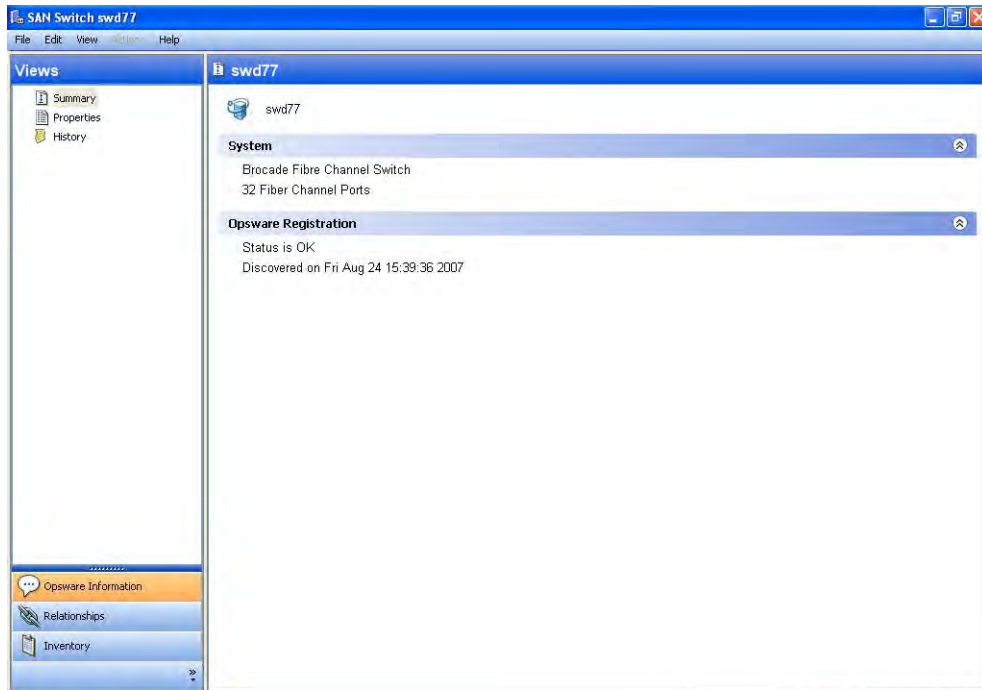 SAN Switch swd77
File Edit View Actions Help
Views
Summary
Properties
History
Opsware Information
Relationships
Inventory
swd77
swd77
System
Brocade Fibre Channel Switch
32 Fiber Channel Ports
Opsware Registration
Status is OK
Discovered on Fri Aug 24 15:39:36 2007